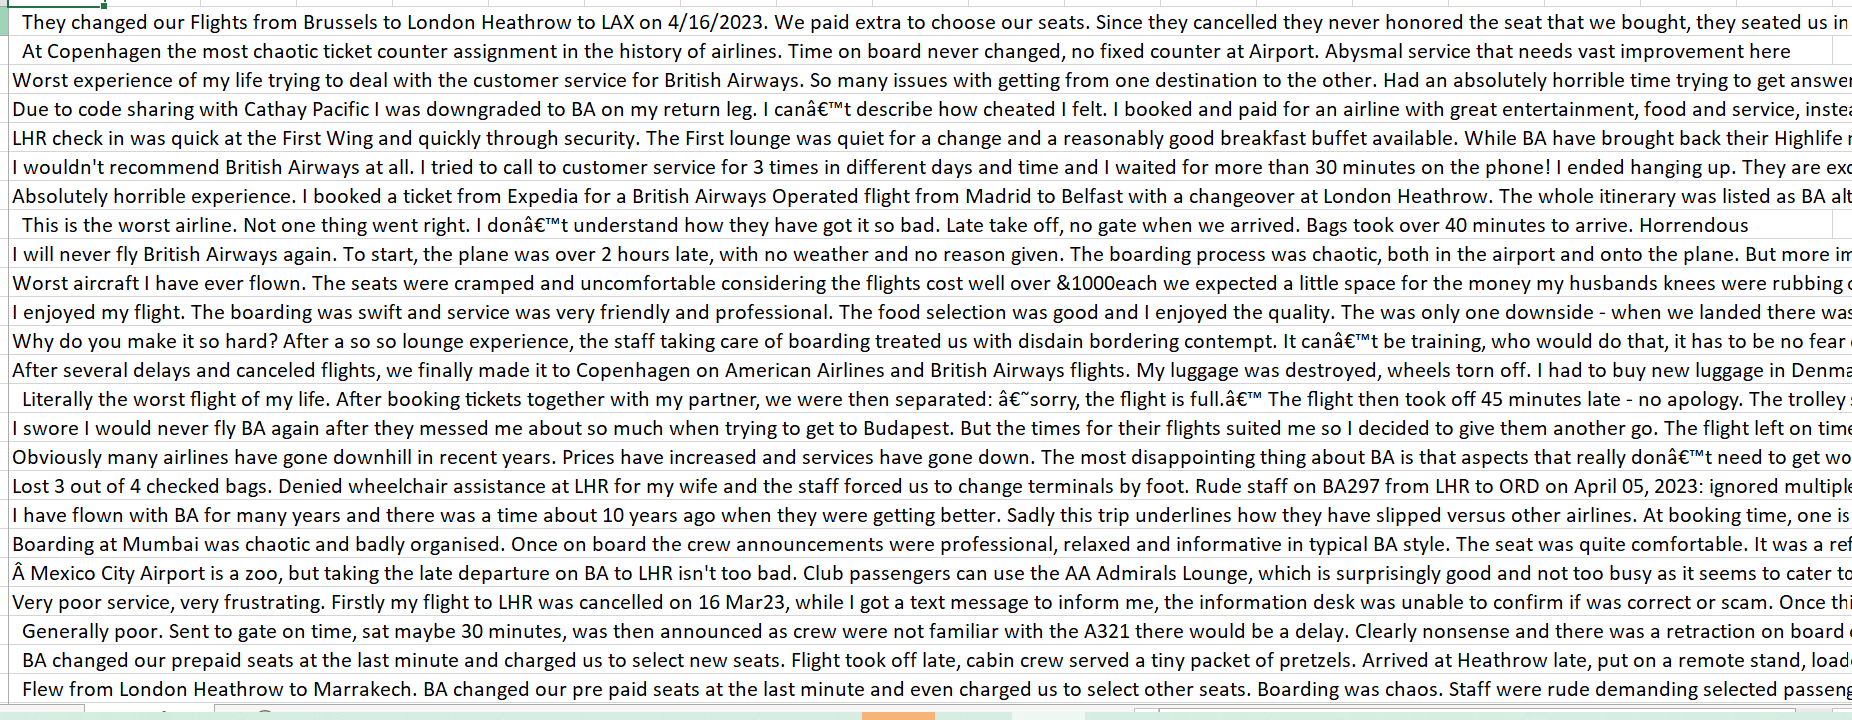 They changed our Flights from Brussels to London Heathrow to LAX on 4/16/2023. We paid extra to choose our seats. Since they cancelled they never honored the seat that we bought, they seated us in
At Copenhagen the most chaotic ticket counter assignment in the history of airlines. Time on board never changed, no fixed counter at Airport. Abysmal service that needs vast improvement here
Worst experience of my life trying to deal with the customer service for British Airways. So many issues with getting from one destination to the other. Had an absolutely horrible time trying to get
Due to code sharing with Cathay Pacific I was downgraded to BA on my return leg. I canâ€™t describe how cheated I felt. I booked and paid for an airline with great entertainment, food and service,
LHR check in was quick at the First Wing and quickly through security. The First lounge was quiet for a change and a reasonably good breakfast buffet available. While BA have brought back their Highlife
I wouldn't recommend British Airways at all. I tried to call to customer service for 3 times in different days and time and I waited for more than 30 minutes on the phone! I ended hanging up. They are
Absolutely horrible experience. I booked a ticket from Expedia for a British Airways Operated flight from Madrid to Belfast with a changeover at London Heathrow. The whole itinerary was listed as BA
This is the worst airline. Not one thing went right. I donâ€™t understand how they have got it so bad. Late take off, no gate when we arrived. Bags took over 40 minutes to arrive. Horrendous
I will never fly British Airways again. To start, the plane was over 2 hours late, with no weather and no reason given. The boarding process was chaotic, both in the airport and onto the plane. But more
Worst aircraft I have ever flown. The seats were cramped and uncomfortable considering the flights cost well over &1000each we expected a little space for the money my husbands knees were rubbing
I enjoyed my flight. The boarding was swift and service was very friendly and professional. The food selection was good and I enjoyed the quality. The was only one downside - when we landed there was
Why do you make it so hard? After a so so lounge experience, the staff taking care of boarding treated us with disdain bordering contempt. It canâ€™t be training, who would do that, it has to be no fear
After several delays and canceled flights, we finally made it to Copenhagen on American Airlines and British Airways flights. My luggage was destroyed, wheels torn off. I had to buy new luggage in
Literally the worst flight of my life. After booking tickets together with my partner, we were then separated: â€˜sorry, the flight is full.â€™ The flight then took off 45 minutes late - no apology. The trolley
I swore I would never fly BA again after they messed me about so much when trying to get to Budapest. But the times for their flights suited me so I decided to give them another go. The flight left on time
Obviously many airlines have gone downhill in recent years. Prices have increased and services have gone down. The most disappointing thing about BA is that aspects that really donâ€™t need to get
Lost 3 out of 4 checked bags. Denied wheelchair assistance at LHR for my wife and the staff forced us to change terminals by foot. Rude staff on BA297 from LHR to ORD on April 05, 2023: ignored
I have flown with BA for many years and there was a time about 10 years ago when they were getting better. Sadly this trip underlines how they have slipped versus other airlines. At booking time, one is
Boarding at Mumbai was chaotic and badly organised. Once on board the crew announcements were professional, relaxed and informative in typical BA style. The seat was quite comfortable. It was a
Â Mexico City Airport is a zoo, but taking the late departure on BA to LHR isn't too bad. Club passengers can use the AA Admirals Lounge, which is surprisingly good and not too busy as it seems to cater to
Very poor service, very frustrating. Firstly my flight to LHR was cancelled on 16 Mar23, while I got a text message to inform me, the information desk was unable to confirm if was correct or scam. Once
Generally poor. Sent to gate on time, sat maybe 30 minutes, was then announced as crew were not familiar with the A321 there would be a delay. Clearly nonsense and there was a retraction on board
BA changed our prepaid seats at the last minute and charged us to select new seats. Flight took off late, cabin crew served a tiny packet of pretzels. Arrived at Heathrow late, put on a remote stand,
Flew from London Heathrow to Marrakech. BA changed our pre paid seats at the last minute and even charged us to select other seats. Boarding was chaos. Staff were rude demanding selected